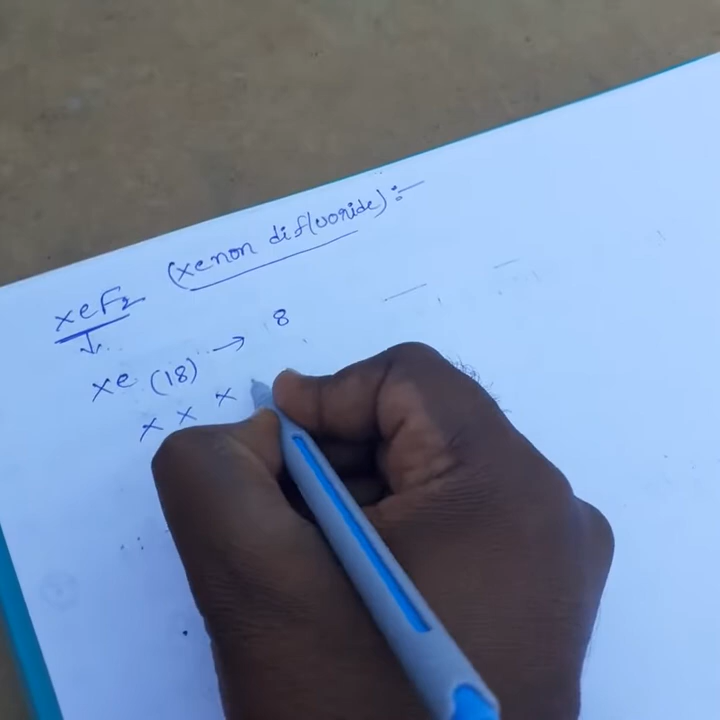 (xenon difluoride) :-
xeF2
xe (18) → 8
x x x